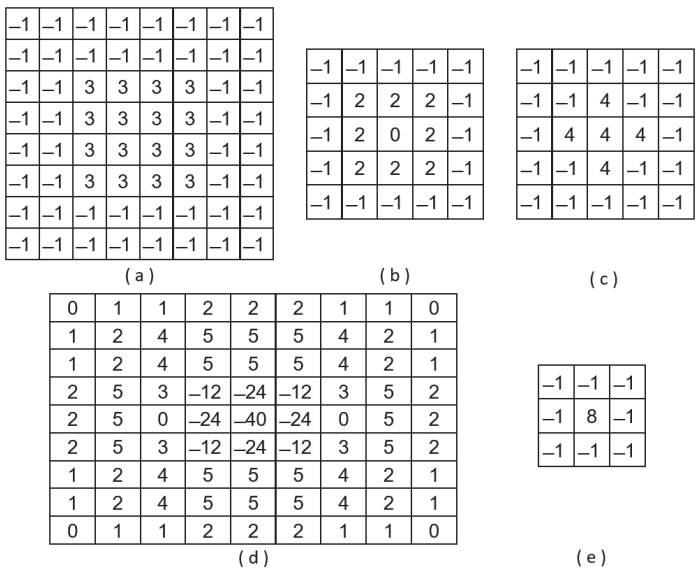 –1 –1 –1 –1 –1 –1 –1 –1
–1 –1 –1 –1 –1 –1 –1 –1
–1 –1 3 3 3 3 –1 –1
–1 –1 3 3 3 3 –1 –1
–1 –1 3 3 3 3 –1 –1
–1 –1 3 3 3 3 –1 –1
–1 –1 –1 –1 –1 –1 –1 –1
–1 –1 –1 –1 –1 –1 –1 –1
( a )
–1 –1 –1 –1 –1
–1 2 2 2 –1
–1 2 0 2 –1
–1 2 2 2 –1
–1 –1 –1 –1 –1
( b )
–1 –1 –1 –1 –1
–1 –1 4 –1 –1
–1 4 4 4 –1
–1 –1 4 –1 –1
–1 –1 –1 –1 –1
( c )
0 1 1 2 2 2 1 1 0
1 2 4 5 5 5 4 2 1
1 2 4 5 5 5 4 2 1
2 5 3 –12 –24 –12 3 5 2
2 5 0 –24 –40 –24 0 5 2
2 5 3 –12 –24 –12 3 5 2
1 2 4 5 5 5 4 2 1
1 2 4 5 5 5 4 2 1
0 1 1 2 2 2 1 1 0
( d )
–1 –1 –1
–1 8 –1
–1 –1 –1
( e )